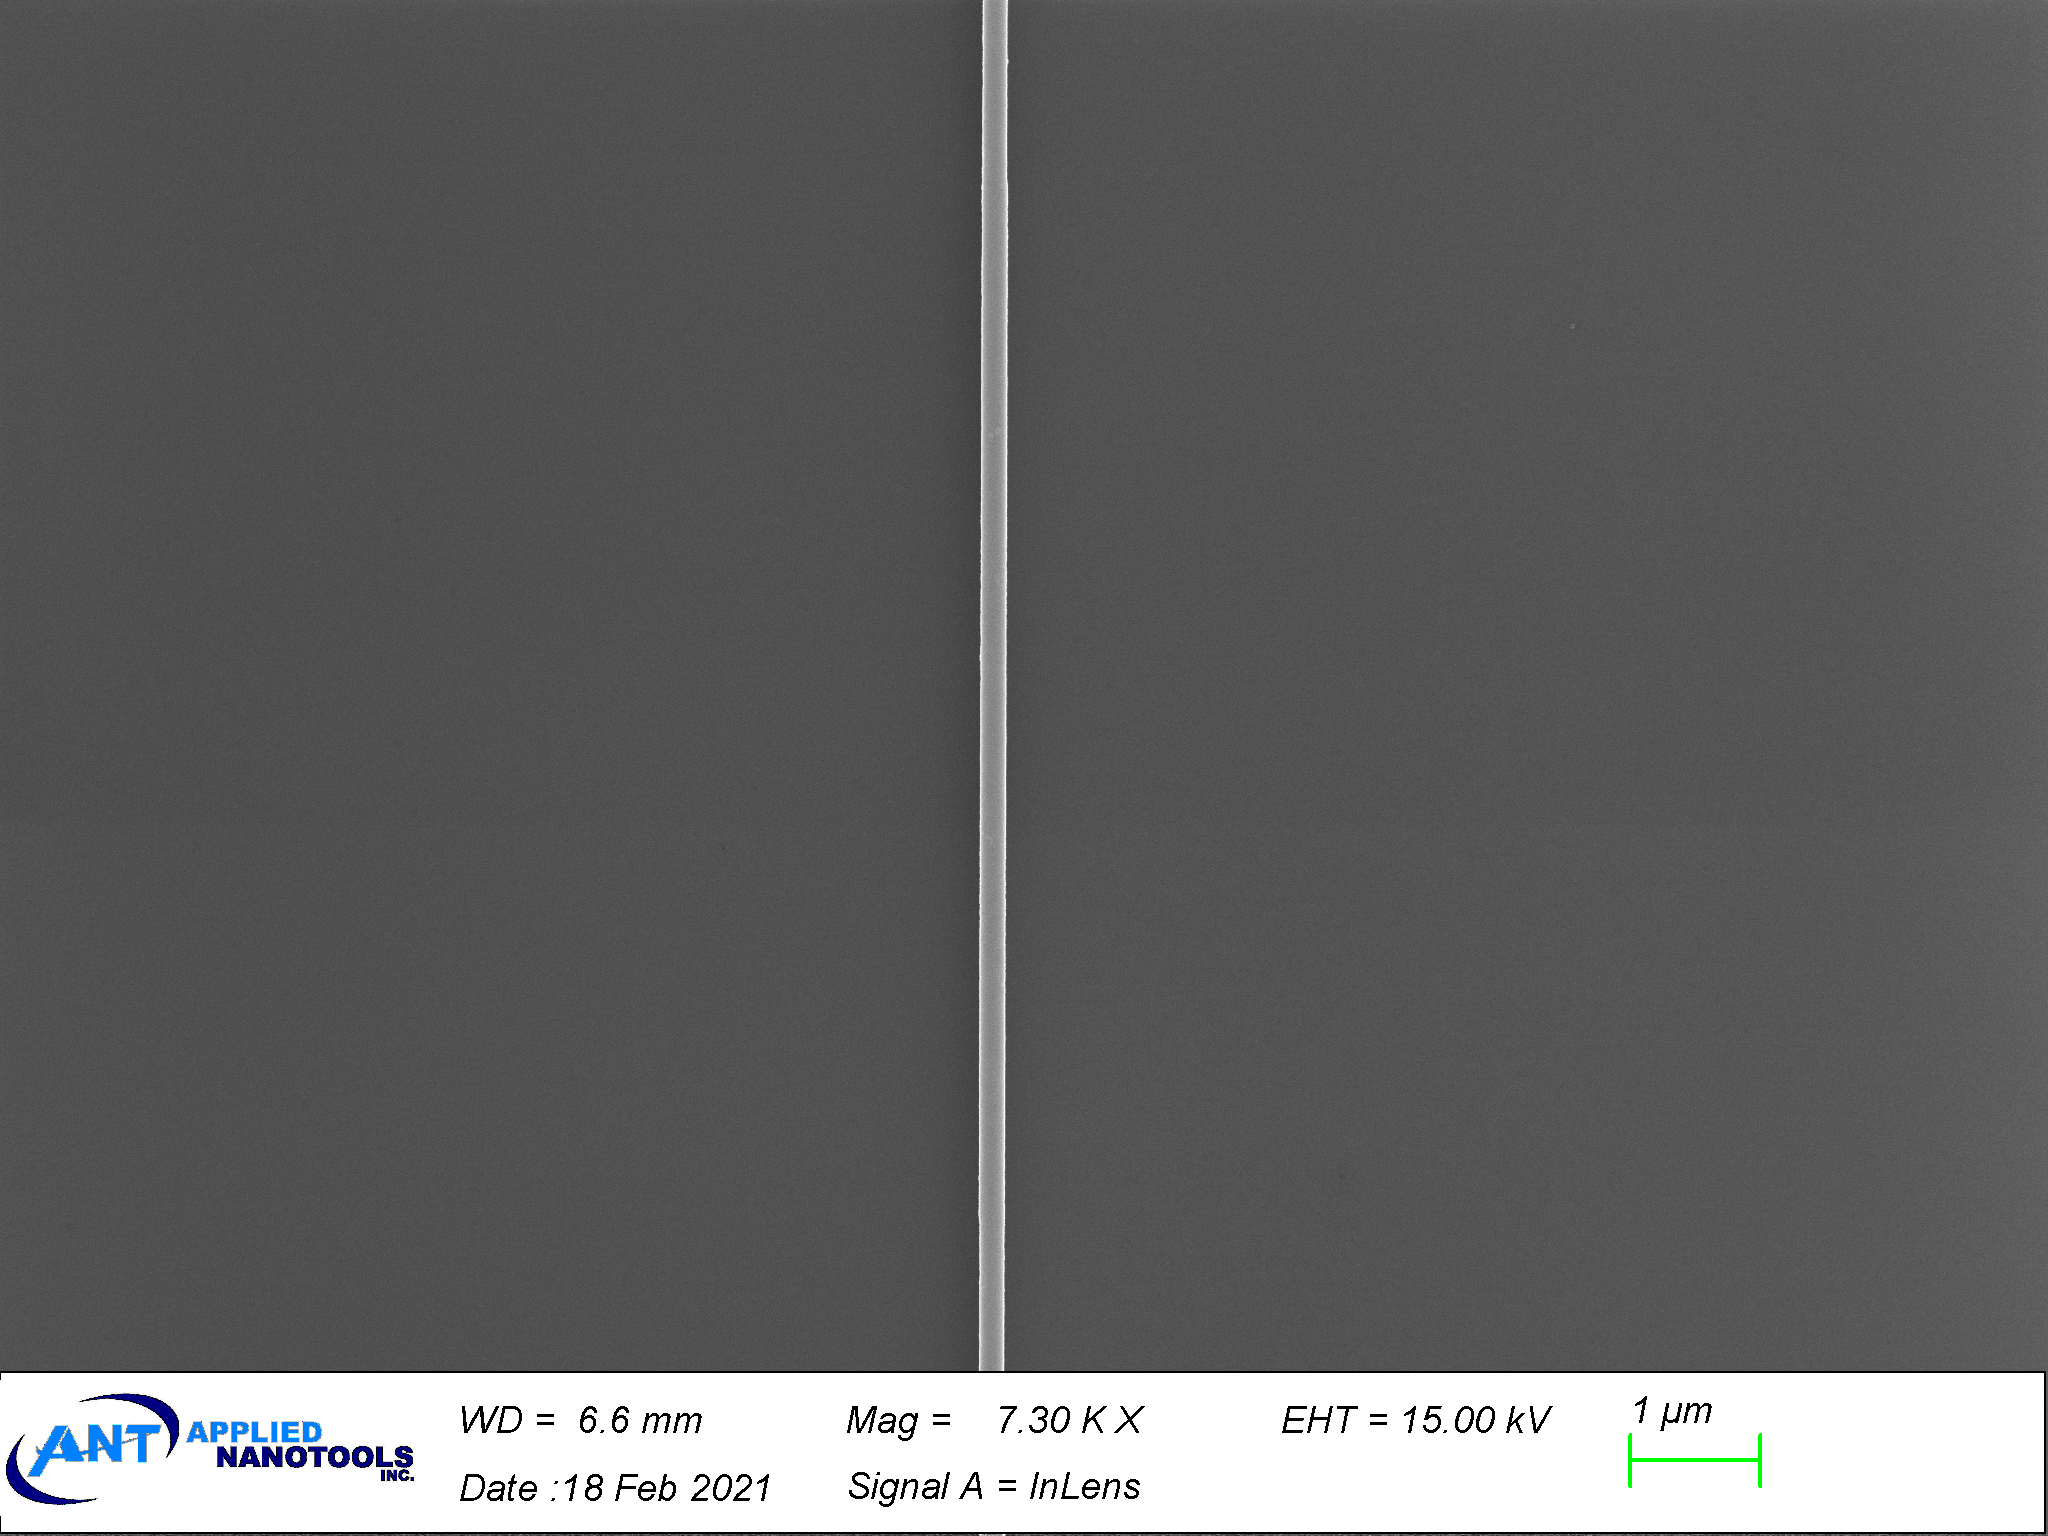 ANT APPLIED
NANOTOOLS
INC.
WD = 6.6 mm
Mag = 7.30 K X
EHT = 15.00 kV
1 µm
Date :18 Feb 2021
Signal A = InLens